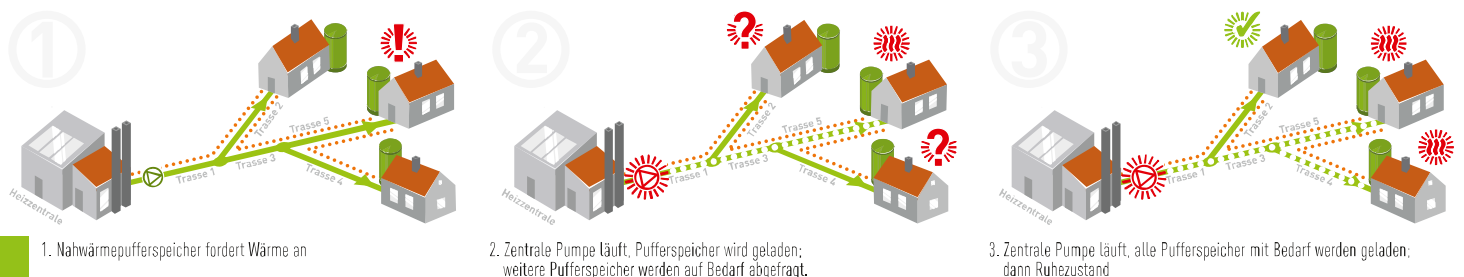 1
!
Trasse 2
Trasse 5
Trasse 3
Trasse 1
Trasse 4
Heizzentrale
1. Nahwärmepufferspeicher fordert Wärme an
2
?
Trasse 2
Trasse 5
?
Trasse 3
Trasse 1
Trasse 4
Heizzentrale
2. Zentrale Pumpe läuft, Pufferspeicher wird geladen;
weitere Pufferspeicher werden auf Bedarf abgefragt.
3
Trasse 2
Trasse 5
Trasse 3
Trasse 1
Trasse 4
Heizzentrale
3. Zentrale Pumpe läuft, alle Pufferspeicher mit Bedarf werden geladen;
dann Ruhezustand